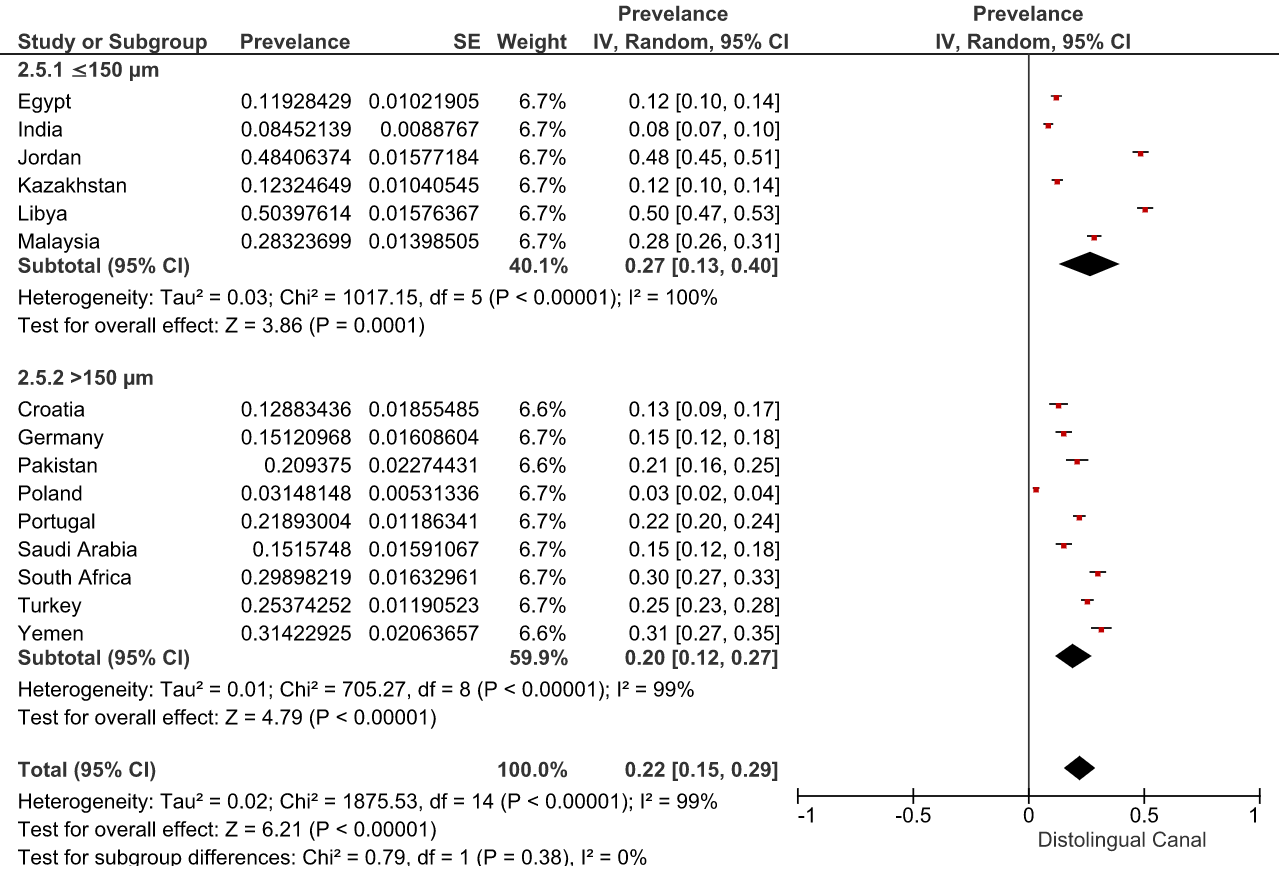 Prevelance Prevelance
Study or Subgroup Prevelance SE Weight IV, Random, 95% CI IV, Random, 95% CI
2.5.1 ≤150 µm
Egypt 0.11928429 0.01021905 6.7% 0.12 [0.10, 0.14]
India 0.08452139 0.0088767 6.7% 0.08 [0.07, 0.10]
Jordan 0.48406374 0.01577184 6.7% 0.48 [0.45, 0.51]
Kazakhstan 0.12324649 0.01040545 6.7% 0.12 [0.10, 0.14]
Libya 0.50397614 0.01576367 6.7% 0.50 [0.47, 0.53]
Malaysia 0.28323699 0.01398505 6.7% 0.28 [0.26, 0.31]
Subtotal (95% CI) 40.1% 0.27 [0.13, 0.40]
Heterogeneity: Tau² = 0.03; Chi² = 1017.15, df = 5 (P < 0.00001); I² = 100%
Test for overall effect: Z = 3.86 (P = 0.0001)
2.5.2 >150 µm
Croatia 0.12883436 0.01855485 6.6% 0.13 [0.09, 0.17]
Germany 0.15120968 0.01608604 6.7% 0.15 [0.12, 0.18]
Pakistan 0.209375 0.02274431 6.6% 0.21 [0.16, 0.25]
Poland 0.03148148 0.00531336 6.7% 0.03 [0.02, 0.04]
Portugal 0.21893004 0.01186341 6.7% 0.22 [0.20, 0.24]
Saudi Arabia 0.1515748 0.01591067 6.7% 0.15 [0.12, 0.18]
South Africa 0.29898219 0.01632961 6.7% 0.30 [0.27, 0.33]
Turkey 0.25374252 0.01190523 6.7% 0.25 [0.23, 0.28]
Yemen 0.31422925 0.02063657 6.6% 0.31 [0.27, 0.35]
Subtotal (95% CI) 59.9% 0.20 [0.12, 0.27]
Heterogeneity: Tau² = 0.01; Chi² = 705.27, df = 8 (P < 0.00001); I² = 99%
Test for overall effect: Z = 4.79 (P < 0.00001)
Total (95% CI) 100.0% 0.22 [0.15, 0.29]
Heterogeneity: Tau² = 0.02; Chi² = 1875.53, df = 14 (P < 0.00001); I² = 99%
Test for overall effect: Z = 6.21 (P < 0.00001)
Test for subgroup differences: Chi² = 0.79, df = 1 (P = 0.38), I² = 0%
-1 -0.5 0 0.5 1
Distolingual Canal